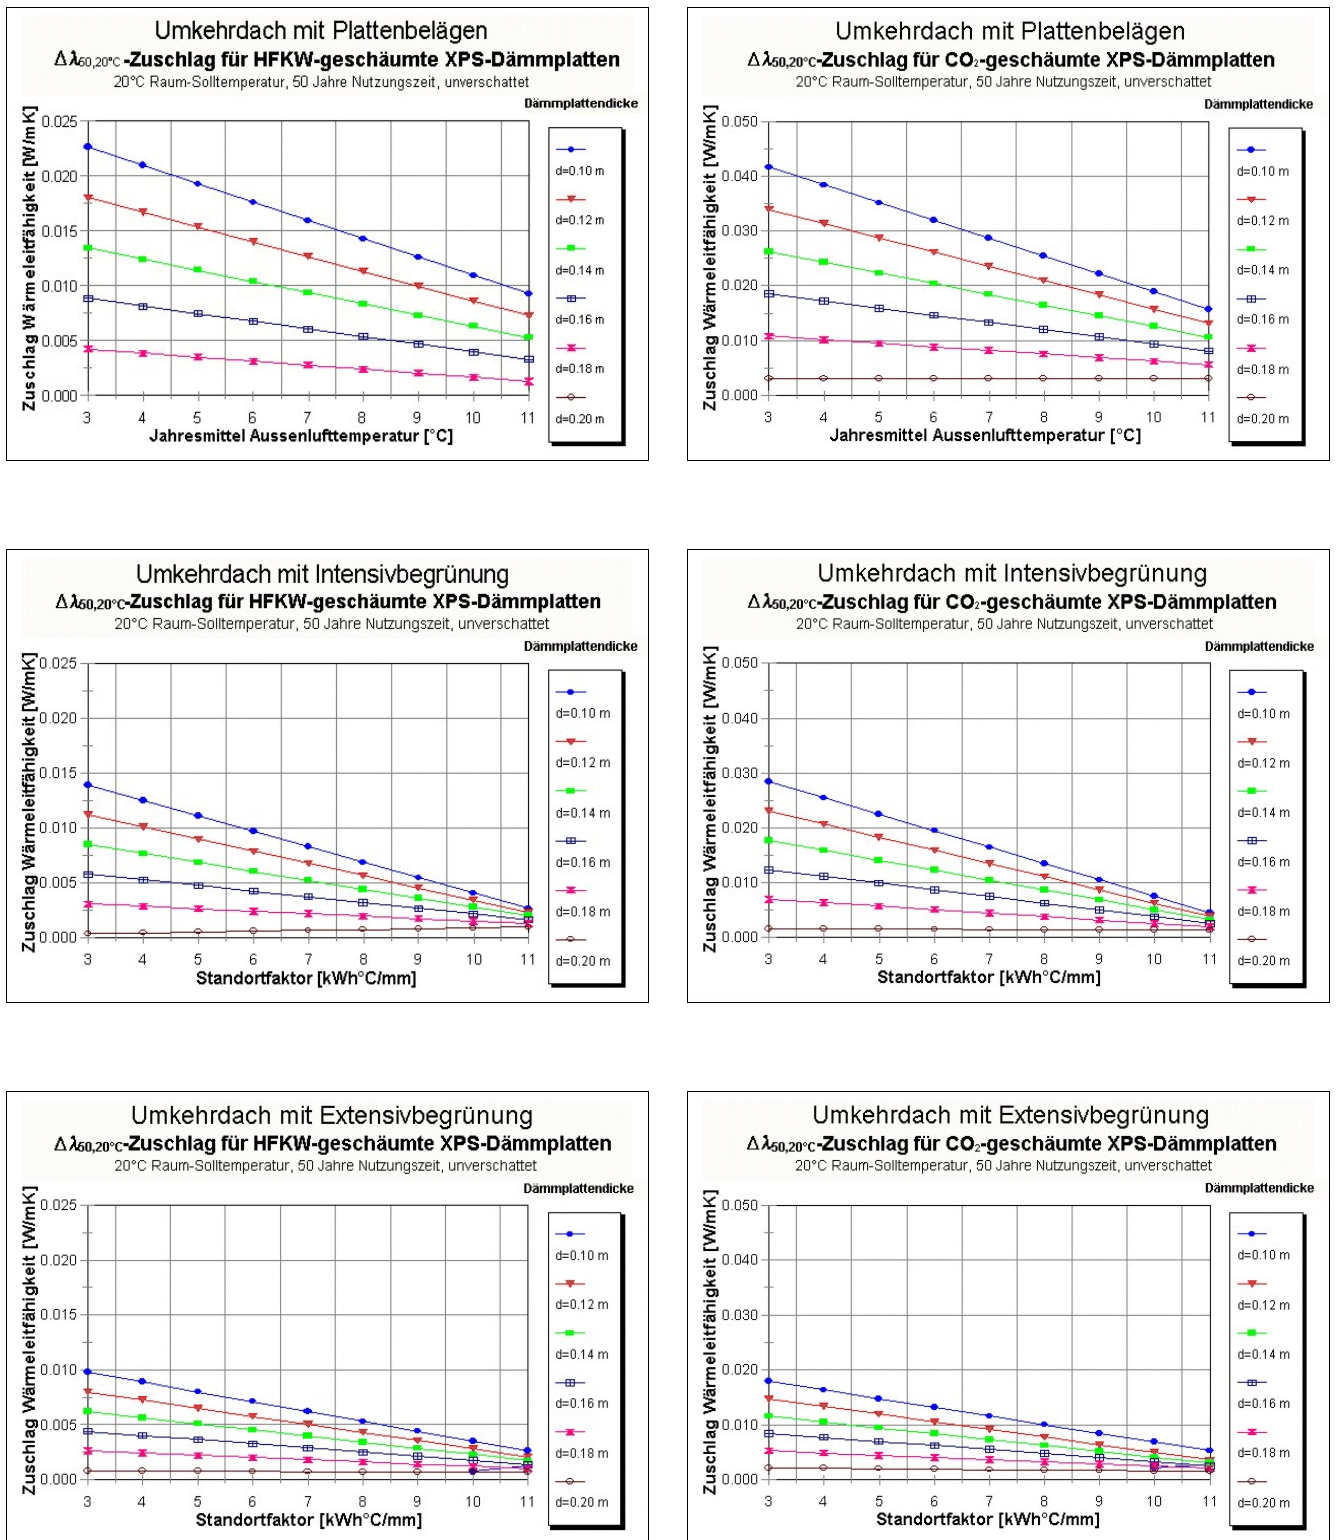 Umkehrdach mit Plattenbelägen
Δλ50,20°C-Zuschlag für HFKW-geschäumte XPS-Dämmplatten
20°C Raum-Solltemperatur, 50 Jahre Nutzungszeit, unverschattet
Dämmplattendicke
Zuschlag Wärmeleitfähigkeit [W/mK]
0.025
0.020
0.015
0.010
0.005
0.000
3 4 5 6 7 8 9 10 11
Jahresmittel Aussenlufttemperatur [°C]
d=0.10 m
d=0.12 m
d=0.14 m
d=0.16 m
d=0.18 m
d=0.20 m
Umkehrdach mit Plattenbelägen
Δλ50,20°C-Zuschlag für CO2-geschäumte XPS-Dämmplatten
20°C Raum-Solltemperatur, 50 Jahre Nutzungszeit, unverschattet
Dämmplattendicke
Zuschlag Wärmeleitfähigkeit [W/mK]
0.050
0.040
0.030
0.020
0.010
0.000
3 4 5 6 7 8 9 10 11
Jahresmittel Aussenlufttemperatur [°C]
d=0.10 m
d=0.12 m
d=0.14 m
d=0.16 m
d=0.18 m
d=0.20 m
Umkehrdach mit Intensivbegrünung
Δλ50,20°C-Zuschlag für HFKW-geschäumte XPS-Dämmplatten
20°C Raum-Solltemperatur, 50 Jahre Nutzungszeit, unverschattet
Dämmplattendicke
Zuschlag Wärmeleitfähigkeit [W/mK]
0.025
0.020
0.015
0.010
0.005
0.000
3 4 5 6 7 8 9 10 11
Standortfaktor [kWh°C/mm]
d=0.10 m
d=0.12 m
d=0.14 m
d=0.16 m
d=0.18 m
d=0.20 m
Umkehrdach mit Intensivbegrünung
Δλ50,20°C-Zuschlag für CO2-geschäumte XPS-Dämmplatten
20°C Raum-Solltemperatur, 50 Jahre Nutzungszeit, unverschattet
Dämmplattendicke
Zuschlag Wärmeleitfähigkeit [W/mK]
0.050
0.040
0.030
0.020
0.010
0.000
3 4 5 6 7 8 9 10 11
Standortfaktor [kWh°C/mm]
d=0.10 m
d=0.12 m
d=0.14 m
d=0.16 m
d=0.18 m
d=0.20 m
Umkehrdach mit Extensivbegrünung
Δλ50,20°C-Zuschlag für HFKW-geschäumte XPS-Dämmplatten
20°C Raum-Solltemperatur, 50 Jahre Nutzungszeit, unverschattet
Dämmplattendicke
Zuschlag Wärmeleitfähigkeit [W/mK]
0.025
0.020
0.015
0.010
0.005
0.000
3 4 5 6 7 8 9 10 11
Standortfaktor [kWh°C/mm]
d=0.10 m
d=0.12 m
d=0.14 m
d=0.16 m
d=0.18 m
d=0.20 m
Umkehrdach mit Extensivbegrünung
Δλ50,20°C-Zuschlag für CO2-geschäumte XPS-Dämmplatten
20°C Raum-Solltemperatur, 50 Jahre Nutzungszeit, unverschattet
Dämmplattendicke
Zuschlag Wärmeleitfähigkeit [W/mK]
0.050
0.040
0.030
0.020
0.010
0.000
3 4 5 6 7 8 9 10 11
Standortfaktor [kWh°C/mm]
d=0.10 m
d=0.12 m
d=0.14 m
d=0.16 m
d=0.18 m
d=0.20 m